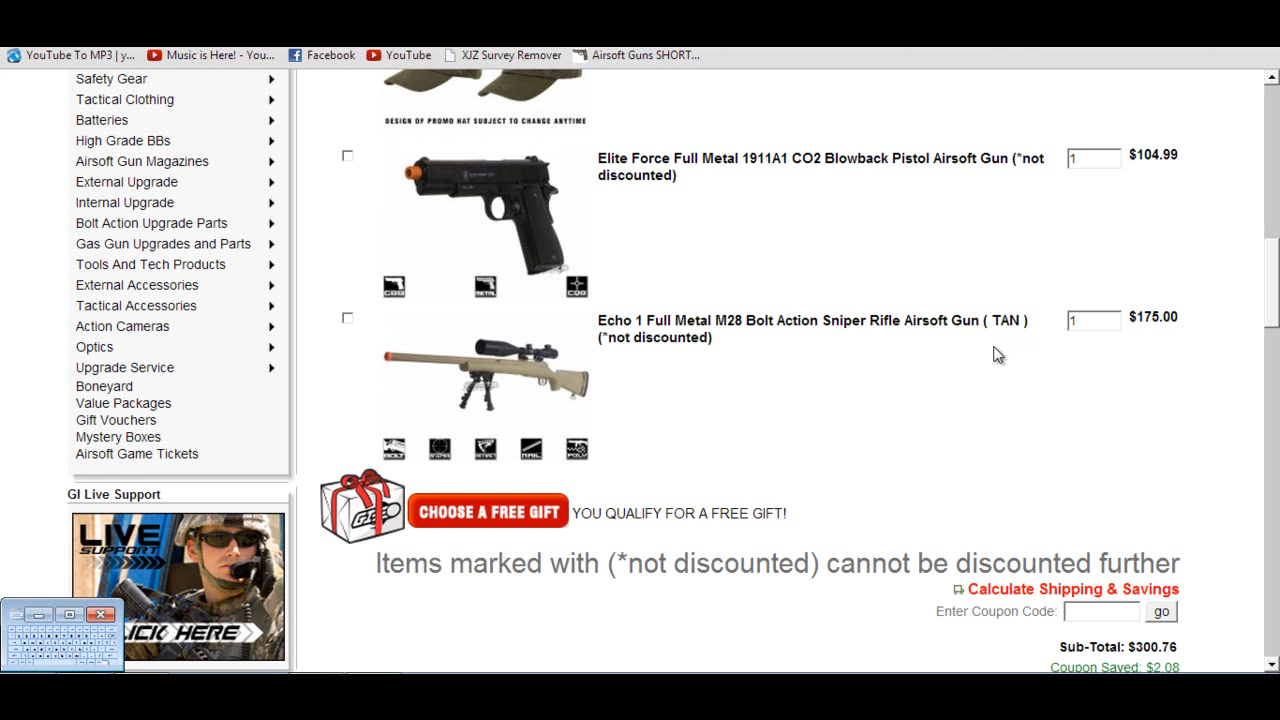 YouTube To MP3 | y...
Music is Here! - You...
Facebook
YouTube
XJZ Survey Remover
Airsoft Guns SHORT...
Safety Gear
Tactical Clothing
Batteries
High Grade BBs
Airsoft Gun Magazines
External Upgrade
Internal Upgrade
Bolt Action Upgrade Parts
Gas Gun Upgrades and Parts
Tools And Tech Products
External Accessories
Tactical Accessories
Action Cameras
Optics
Upgrade Service
Boneyard
Value Packages
Gift Vouchers
Mystery Boxes
Airsoft Game Tickets
GI Live Support
LIVE
SUPPORT
CLICK HERE
DESIGN OF PROMO HAT SUBJECT TO CHANGE ANYTIME
Elite Force Full Metal 1911A1 CO2 Blowback Pistol Airsoft Gun (*not
discounted)
1
$104.99
GBB
METAL
Echo 1 Full Metal M28 Bolt Action Sniper Rifle Airsoft Gun ( TAN )
(*not discounted)
1
$175.00
BOLT
CHOOSE A FREE GIFT
YOU QUALIFY FOR A FREE GIFT!
Items marked with (*not discounted) cannot be discounted further
Calculate Shipping & Savings
Enter Coupon Code:
go
Sub-Total: $300.76
Coupon Saved: $2.08